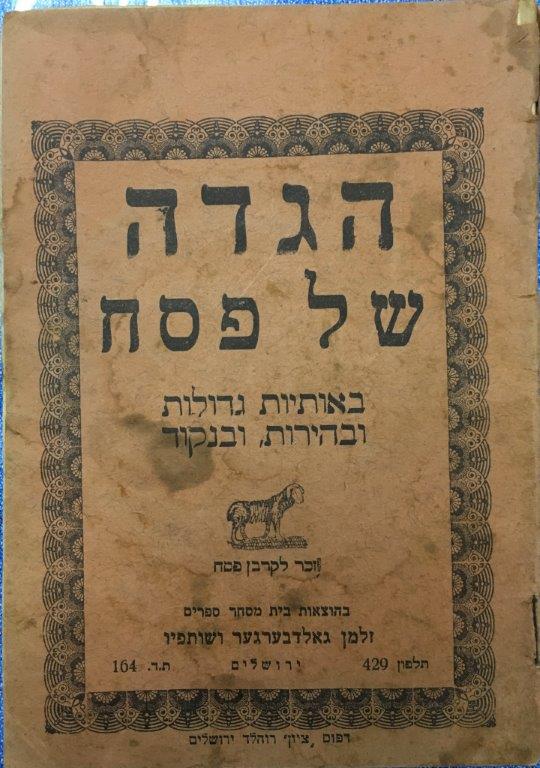 הגדה
של פסח
באותיות גדולות
ובהירות, ובנקוד
זכר לקרבן פסח
בהוצאות בית מסחר ספרים
זלמן גאלדבערגער ושותפיו
תלפון 429 ירושלים ת.ד. 164
דפוס „ציון" רוהלד ירושלים